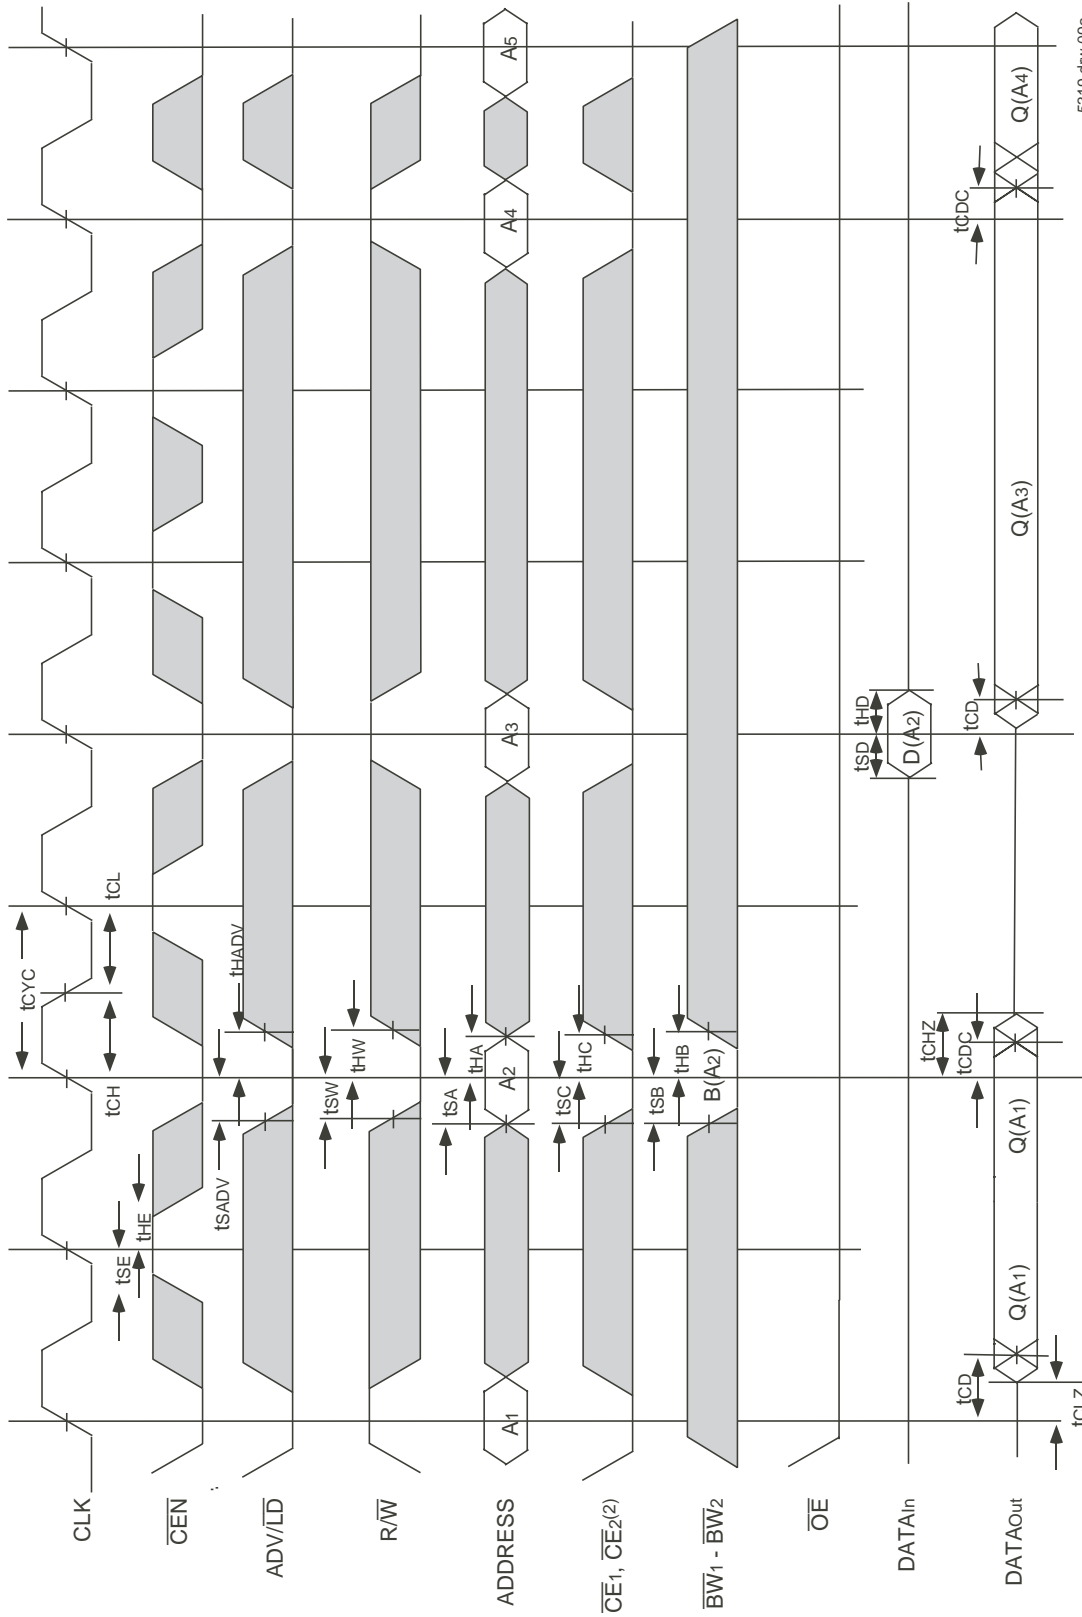 tCYC
tCH
tCL
CLK
tSE
tHE
CEN
tSADV
tHADV
ADV/LD
tSW
tHW
R/W
tSA
tHA
ADDRESS
A1
A2
A3
A4
A5
tSC
tHC
CE1, CE2(2)
tSB
tHB
BW1 - BW2
B(A2)
OE
tSD
tHD
DATAIn
D(A2)
tCD
tCHZ
tCDC
tCD
tCDC
DATAOut
Q(A1)
Q(A1)
Q(A3)
Q(A4)
tCLZ